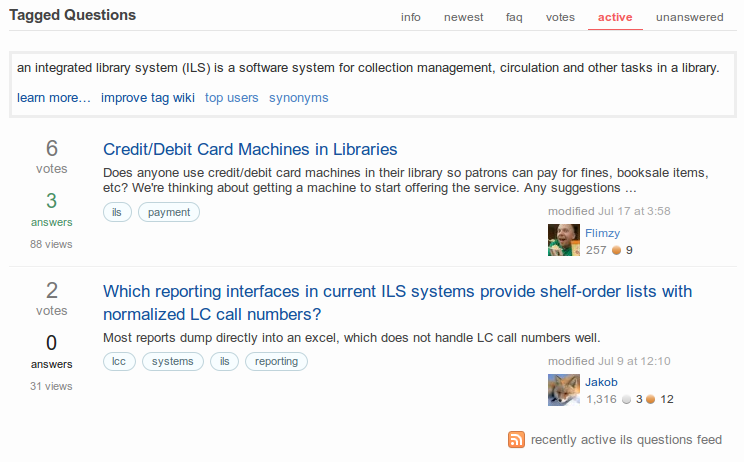 Tagged Questions
info newest faq votes active unanswered
an integrated library system (ILS) is a software system for collection management, circulation and other tasks in a library.
learn more… improve tag wiki top users synonyms
6
votes
3
answers
88 views
Credit/Debit Card Machines in Libraries
Does anyone use credit/debit card machines in their library so patrons can pay for fines, booksale items,
etc? We're thinking about getting a machine to start offering the service. Any suggestions ...
ils payment
modified Jul 17 at 3:58
Flimzy
257 9
2
votes
0
answers
31 views
Which reporting interfaces in current ILS systems provide shelf-order lists with
normalized LC call numbers?
Most reports dump directly into an excel, which does not handle LC call numbers well.
lcc systems ils reporting
modified Jul 9 at 12:10
Jakob
1,316 3 12
recently active ils questions feed